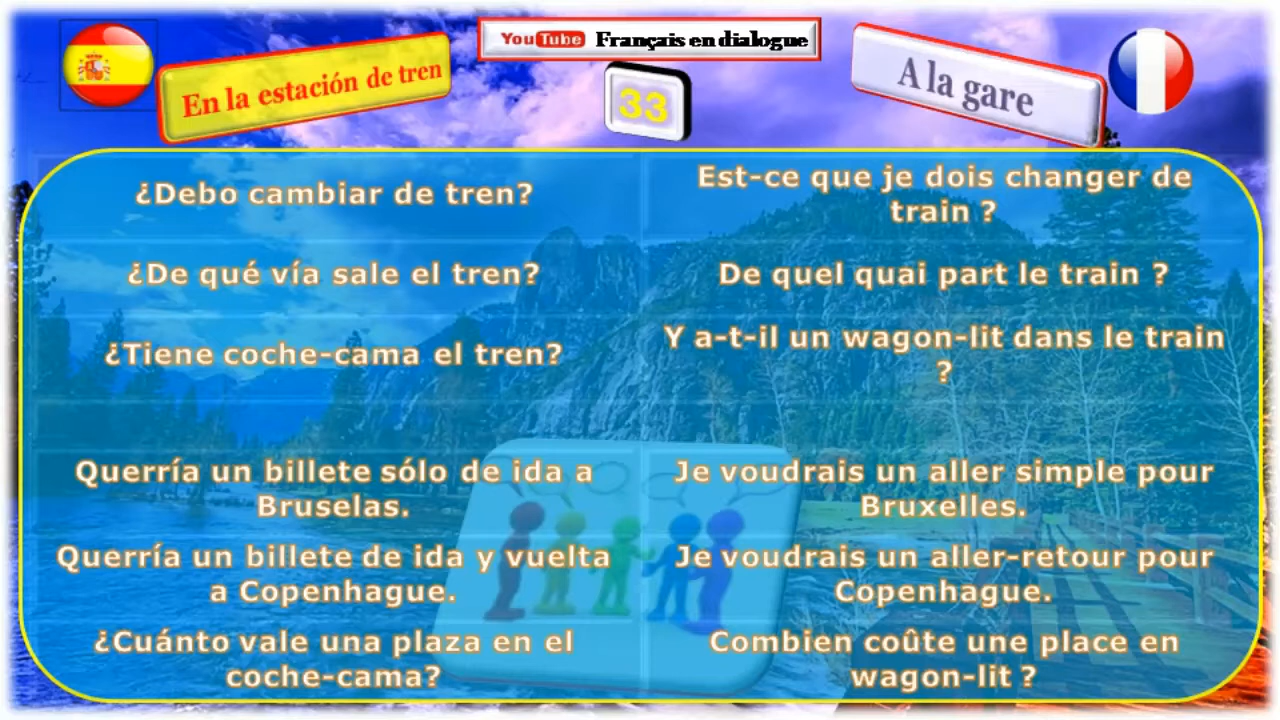 YouTube Français en dialogue
En la estación de tren
33
A la gare
¿Debo cambiar de tren?
Est-ce que je dois changer de
train ?
¿De qué vía sale el tren?
De quel quai part le train ?
¿Tiene coche-cama el tren?
Y a-t-il un wagon-lit dans le train
?
Querría un billete sólo de ida a
Bruselas.
Je voudrais un aller simple pour
Bruxelles.
Querría un billete de ida y vuelta
a Copenhague.
Je voudrais un aller-retour pour
Copenhague.
¿Cuánto vale una plaza en el
coche-cama?
Combien coûte une place en
wagon-lit ?